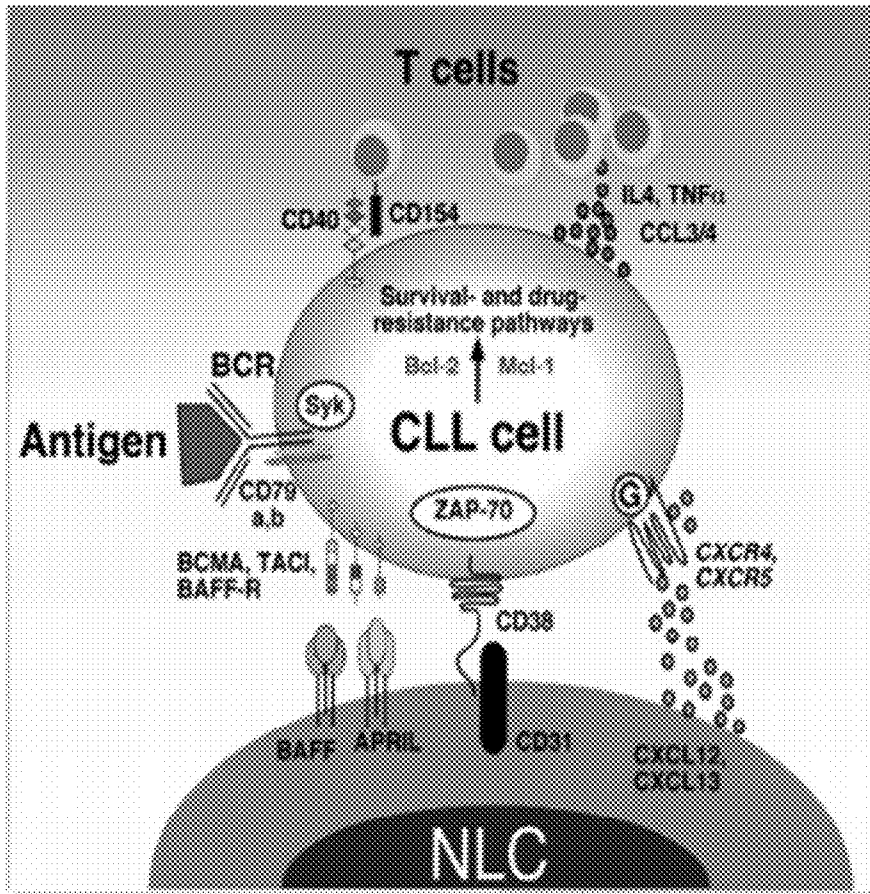 T cells
CD40
CD154
IL4, TNFα
CCL3/4
Survival- and drug-
resistance pathways
Bcl-2
Mcl-1
BCR
Syk
Antigen
CLL cell
CD79
a,b
ZAP-70
G
CXCR4,
CXCR5
BCMA, TACI,
BAFF-R
CD38
BAFF
APRIL
CD31
CXCL12,
CXCL13
NLC